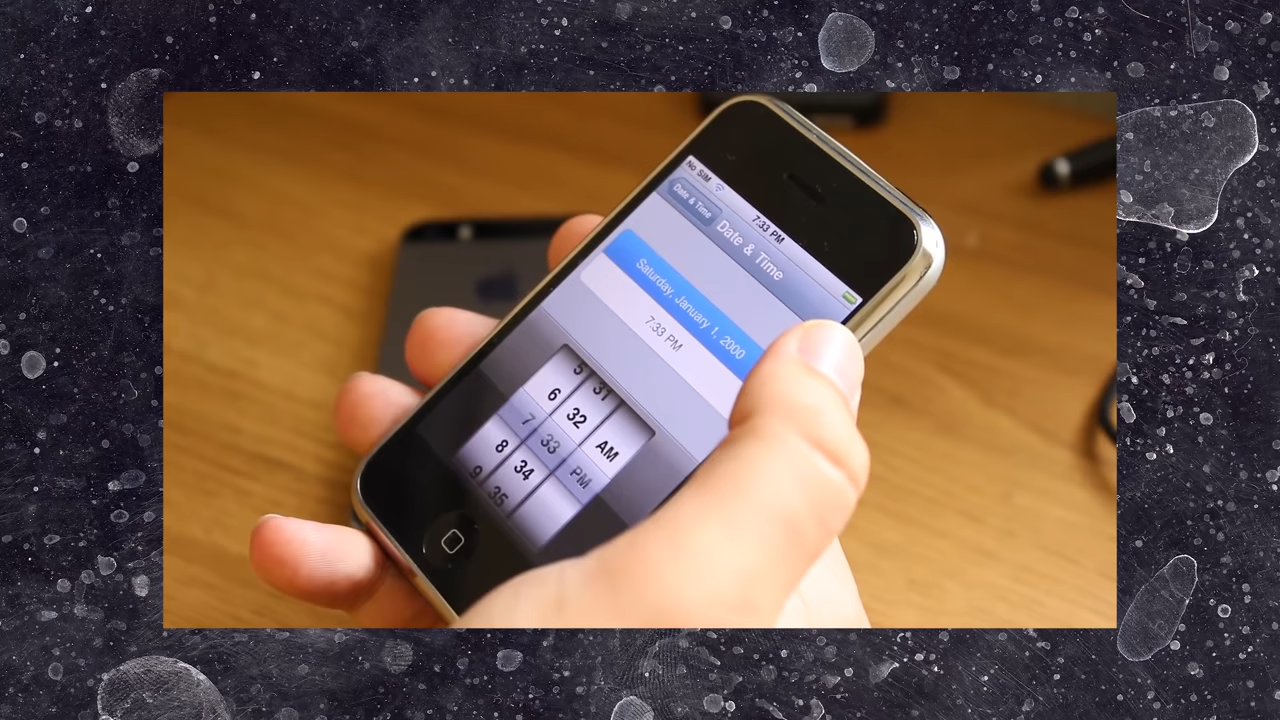 No SIM
7:33 PM
Date & Time
Date & Time
Saturday, January 1, 2000
7:33 PM
5 31
6 32 AM
7 33 PM
8 34
9 35